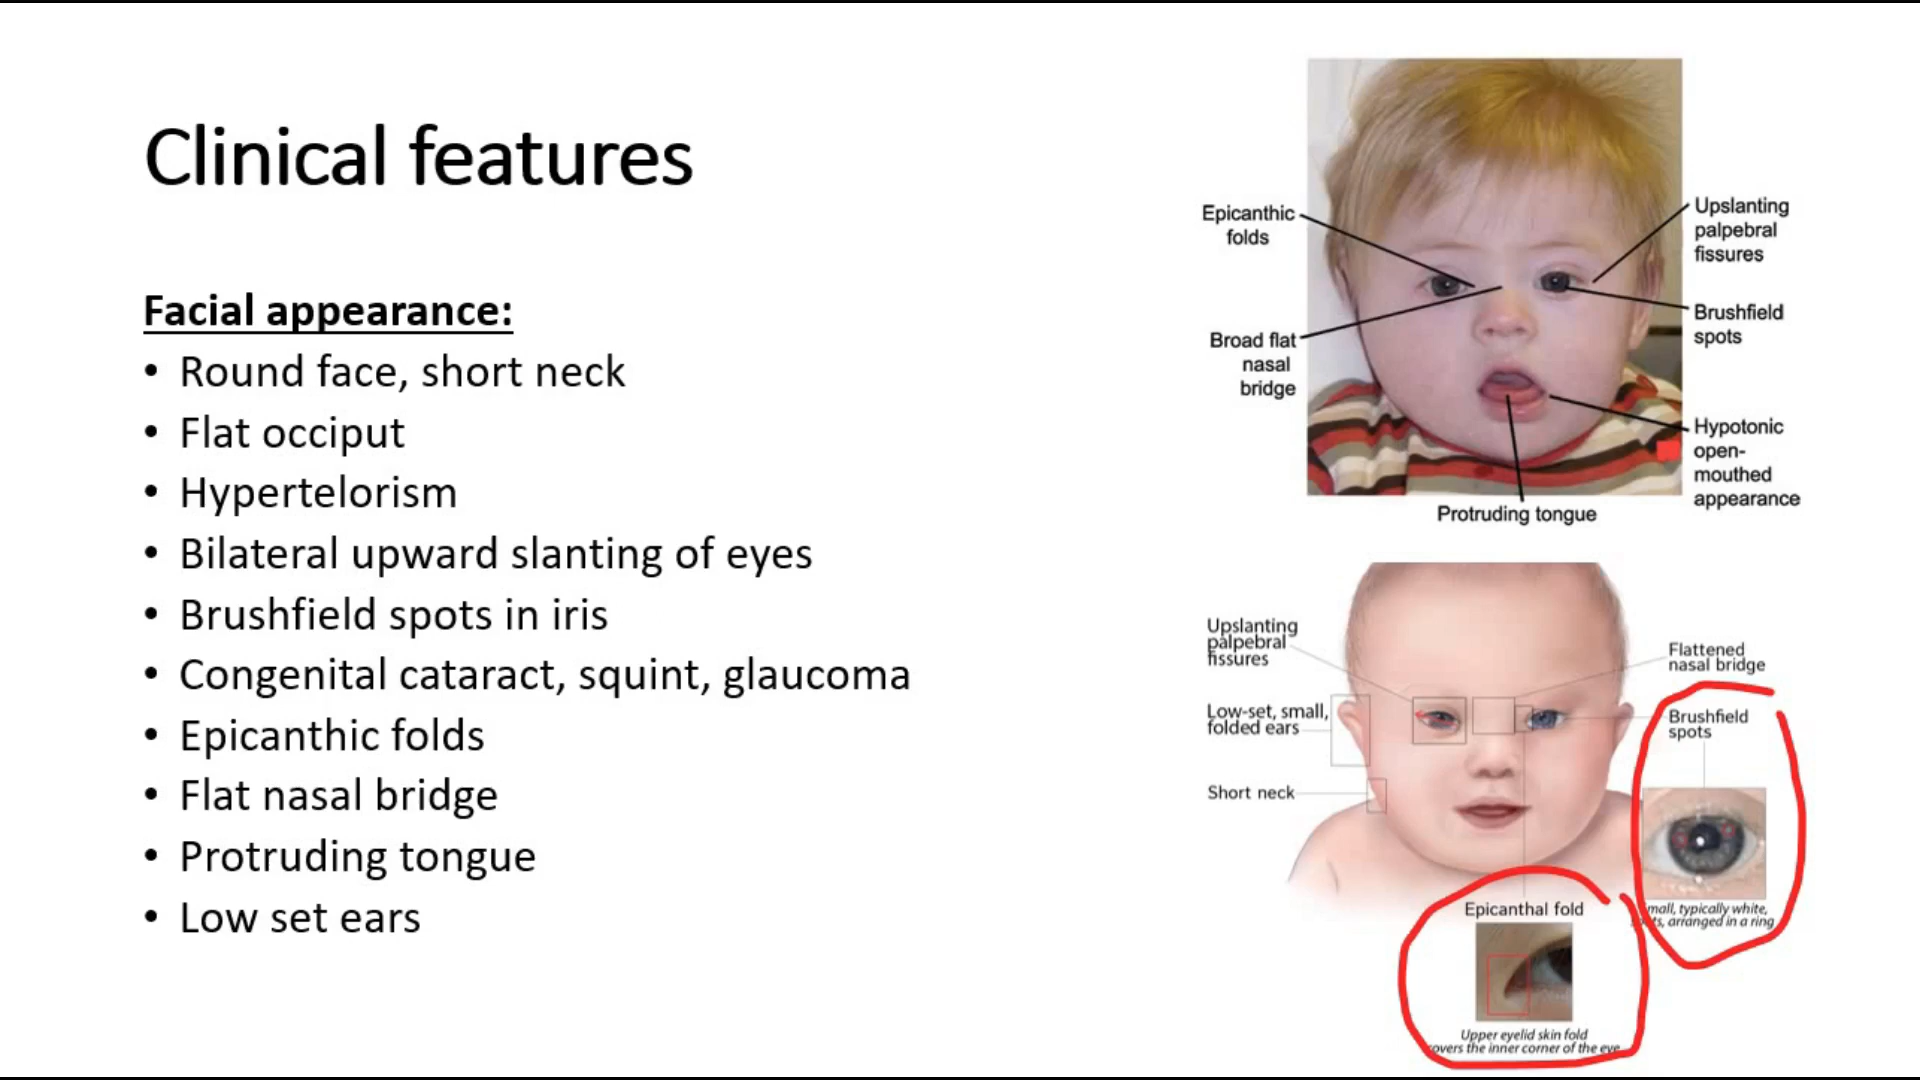 Clinical features
Facial appearance:
• Round face, short neck
• Flat occiput
• Hypertelorism
• Bilateral upward slanting of eyes
• Brushfield spots in iris
• Congenital cataract, squint, glaucoma
• Epicanthic folds
• Flat nasal bridge
• Protruding tongue
• Low set ears
Epicanthic
folds
Broad flat
nasal
bridge
Upslanting
palpebral
fissures
Brushfield
spots
Hypotonic
open-
mouthed
appearance
Protruding tongue
Upslanting
palpebral
fissures
Low-set, small,
folded ears
Short neck
Flattened
nasal bridge
Brushfield
spots
typically white,
arranged in a ring
Epicanthal fold
Upper eyelid skin fold
the inner corner of the eye